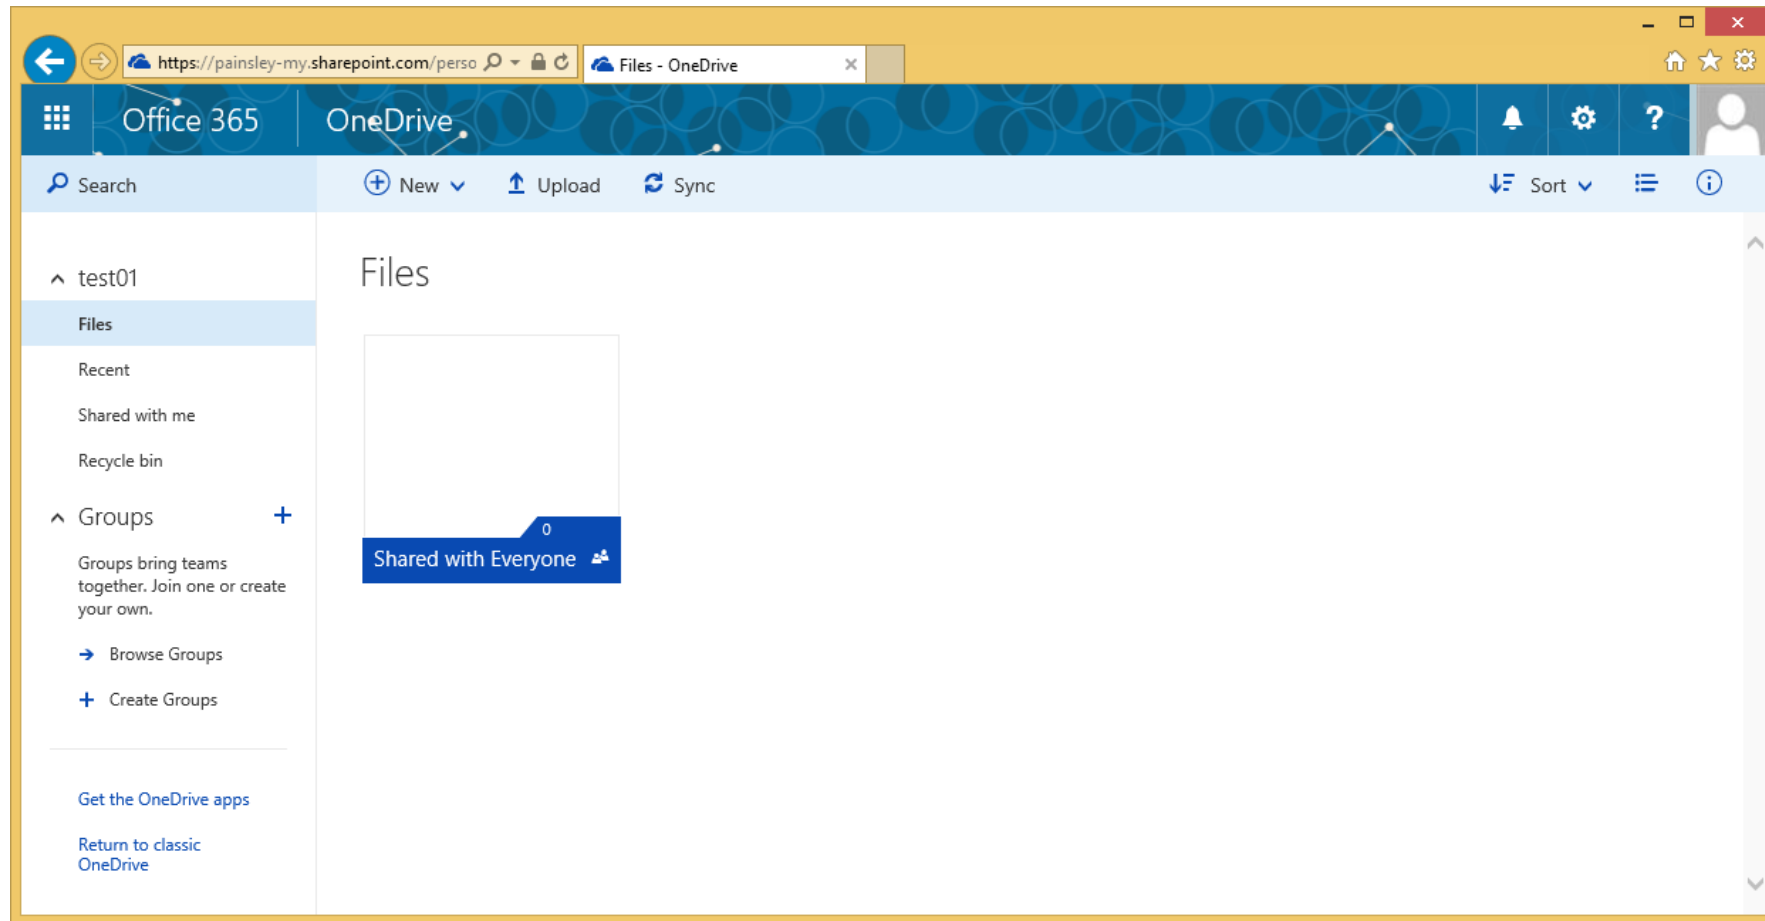 https://painsley-my.sharepoint.com/perso
Files - OneDrive
Office 365
OneDrive
?
Search
New
Upload
Sync
Sort
test01
Files
Files
Recent
Shared with me
Recycle bin
Groups
Groups bring teams
together. Join one or create
your own.
Browse Groups
Create Groups
Get the OneDrive apps
Return to classic
OneDrive
0
Shared with Everyone